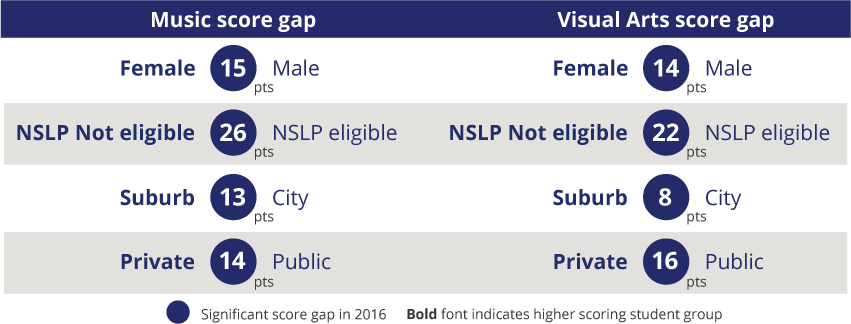 Music score gap Visual Arts score gap
Female 15 pts Male Female 14 pts Male
NSLP Not eligible 26 pts NSLP eligible NSLP Not eligible 22 pts NSLP eligible
Suburb 13 pts City Suburb 8 pts City
Private 14 pts Public Private 16 pts Public
Significant score gap in 2016 Bold font indicates higher scoring student group